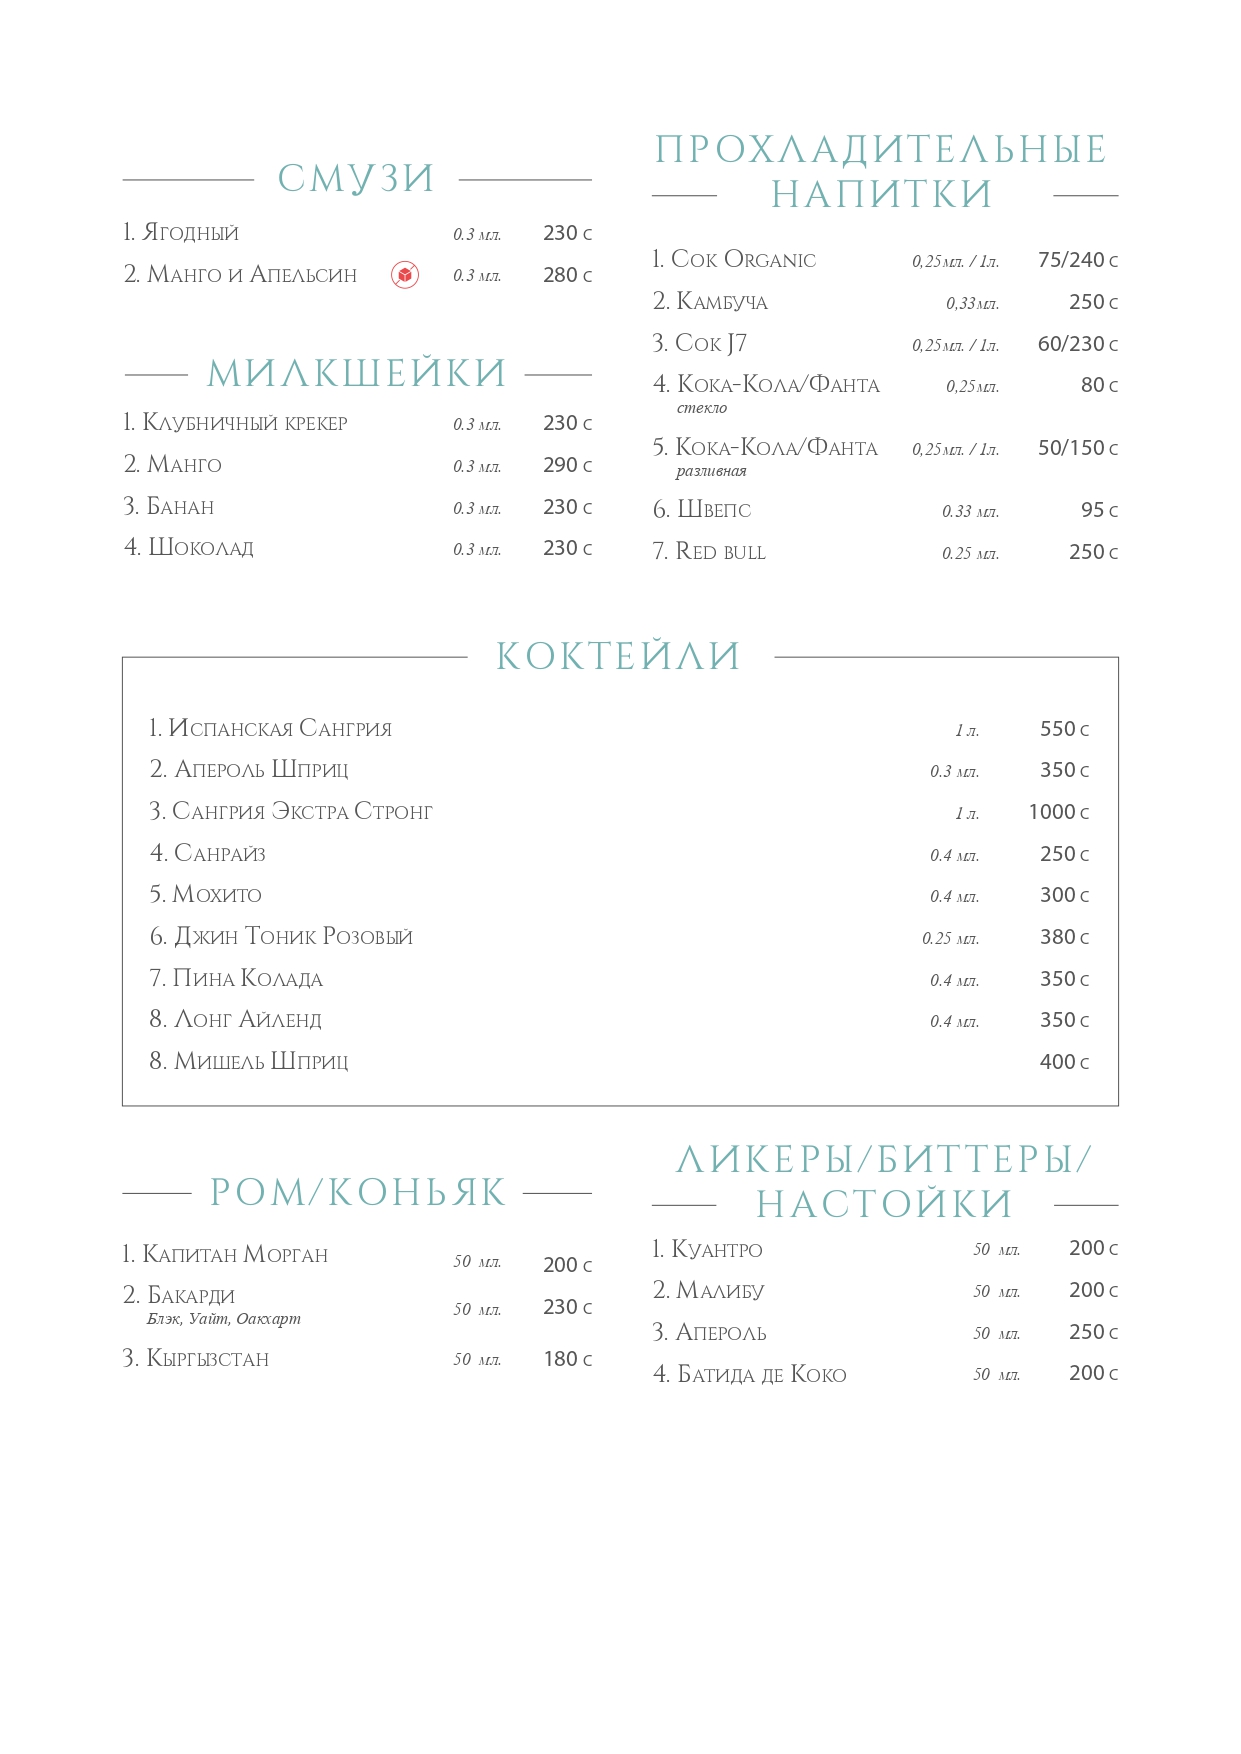 СМУЗИ
1. Ягодный 0.3 мл. 230 с
2. Манго и Апельсин 0.3 мл. 280 с
МИЛКШЕЙКИ
1. Клубничный крекер 0.3 мл. 230 с
2. Манго 0.3 мл. 290 с
3. Банан 0.3 мл. 230 с
4. Шоколад 0.3 мл. 230 с
ПРОХЛАДИТЕЛЬНЫЕ
НАПИТКИ
1. Сок Organic 0,25мл. / 1л. 75/240 с
2. Камбуча 0,33мл. 250 с
3. Сок J7 0,25мл. / 1л. 60/230 с
4. Кока-Кола/Фанта 0,25мл. 80 с
стекло
5. Кока-Кола/Фанта 0,25мл. / 1л. 50/150 с
разливная
6. Швепс 0.33 мл. 95 с
7. Red bull 0.25 мл. 250 с
КОКТЕЙЛИ
1. Испанская Сангрия 1 л. 550 с
2. Апероль Шприц 0.3 мл. 350 с
3. Сангрия Экстра Стронг 1 л. 1000 с
4. Санрайз 0.4 мл. 250 с
5. Мохито 0.4 мл. 300 с
6. Джин Тоник Розовый 0.25 мл. 380 с
7. Пина Колада 0.4 мл. 350 с
8. Лонг Айленд 0.4 мл. 350 с
8. Мишель Шприц 400 с
РОМ/КОНЬЯК
1. Капитан Морган 50 мл. 200 с
2. Бакарди 50 мл. 230 с
Блэк, Уайт, Оакхарт
3. Кыргызстан 50 мл. 180 с
ЛИКЕРЫ/БИТТЕРЫ/
НАСТОЙКИ
1. Куантро 50 мл. 200 с
2. Малибу 50 мл. 200 с
3. Апероль 50 мл. 250 с
4. Батида де Коко 50 мл. 200 с